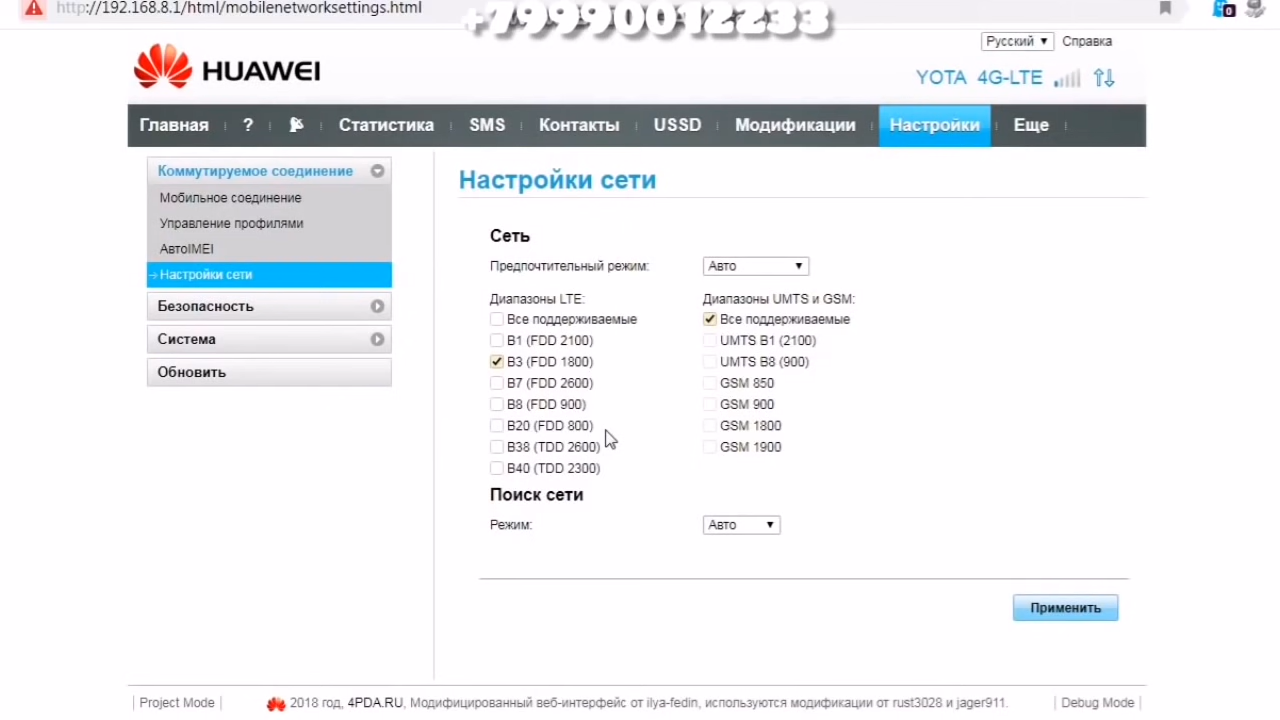 http://192.168.8.1/html/mobilenetworksettings.html
+79990012233
0
Русский ▼ Справка
HUAWEI
YOTA 4G-LTE
Главная ? Статистика SMS Контакты USSD Модификации Настройки Еще
Коммутируемое соединение
Мобильное соединение
Управление профилями
АвтоIMEI
Настройки сети
Безопасность
Система
Обновить
Настройки сети
Сеть
Предпочтительный режим: Авто
Диапазоны LTE: Диапазоны UMTS и GSM:
Все поддерживаемые Все поддерживаемые
B1 (FDD 2100) UMTS B1 (2100)
B3 (FDD 1800) UMTS B8 (900)
B7 (FDD 2600) GSM 850
B8 (FDD 900) GSM 900
B20 (FDD 800) GSM 1800
B38 (TDD 2600) GSM 1900
B40 (TDD 2300)
Поиск сети
Режим: Авто
Применить
Project Mode 2018 год, 4PDA.RU, Модифицированный веб-интерфейс от ilya-fedin, используются модификации от rust3028 и jager911. Debug Mode